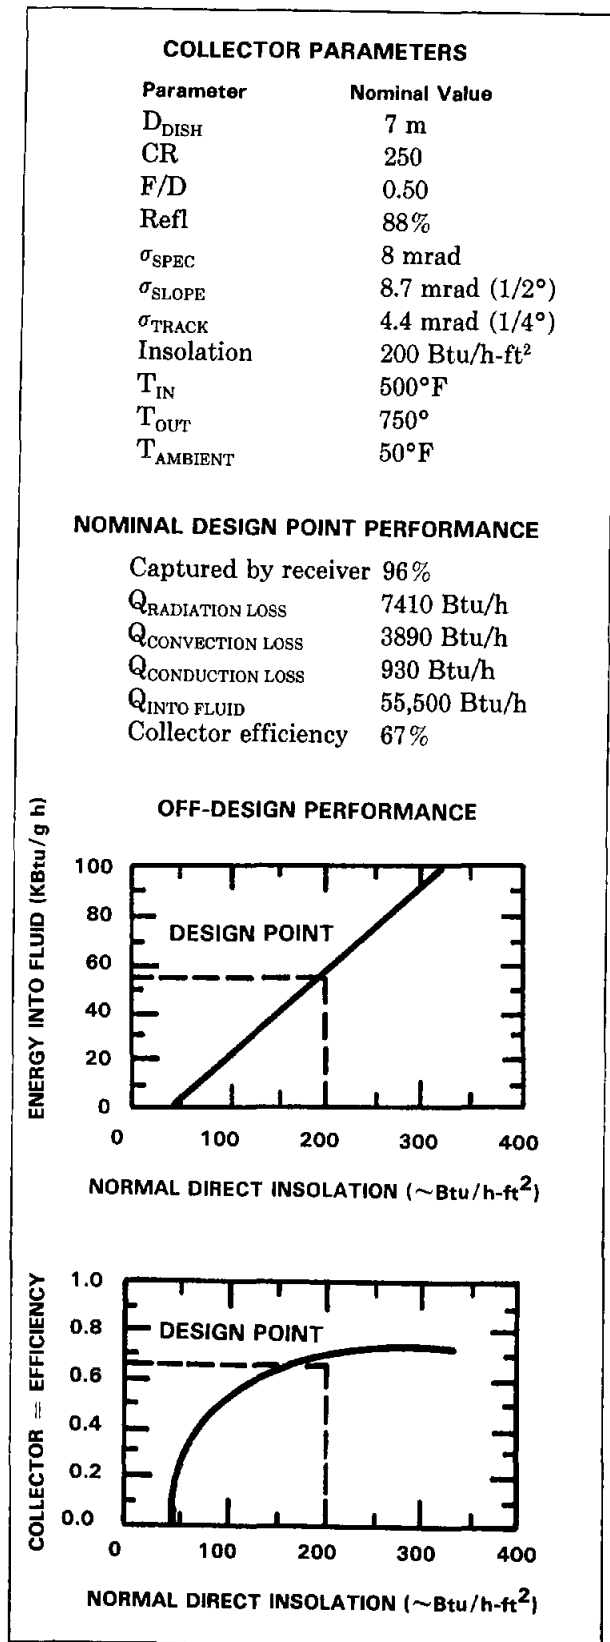 COLLECTOR PARAMETERS
Parameter Nominal Value
D_DISH 7 m
CR 250
F/D 0.50
Refl 88%
σ_SPEC 8 mrad
σ_SLOPE 8.7 mrad (1/2°)
σ_TRACK 4.4 mrad (1/4°)
Insolation 200 Btu/h-ft²
T_IN 500°F
T_OUT 750°
T_AMBIENT 50°F
NOMINAL DESIGN POINT PERFORMANCE
Captured by receiver 96%
Q_RADIATION LOSS 7410 Btu/h
Q_CONVECTION LOSS 3890 Btu/h
Q_CONDUCTION LOSS 930 Btu/h
Q_INTO FLUID 55,500 Btu/h
Collector efficiency 67%
OFF-DESIGN PERFORMANCE
ENERGY INTO FLUID (KBtu/g h)
100
80
60
40
20
0
DESIGN POINT
0 100 200 300 400
NORMAL DIRECT INSOLATION (~Btu/h-ft²)
COLLECTOR = EFFICIENCY
1.0
0.8
0.6
0.4
0.2
0.0
DESIGN POINT
0 100 200 300 400
NORMAL DIRECT INSOLATION (~Btu/h-ft²)